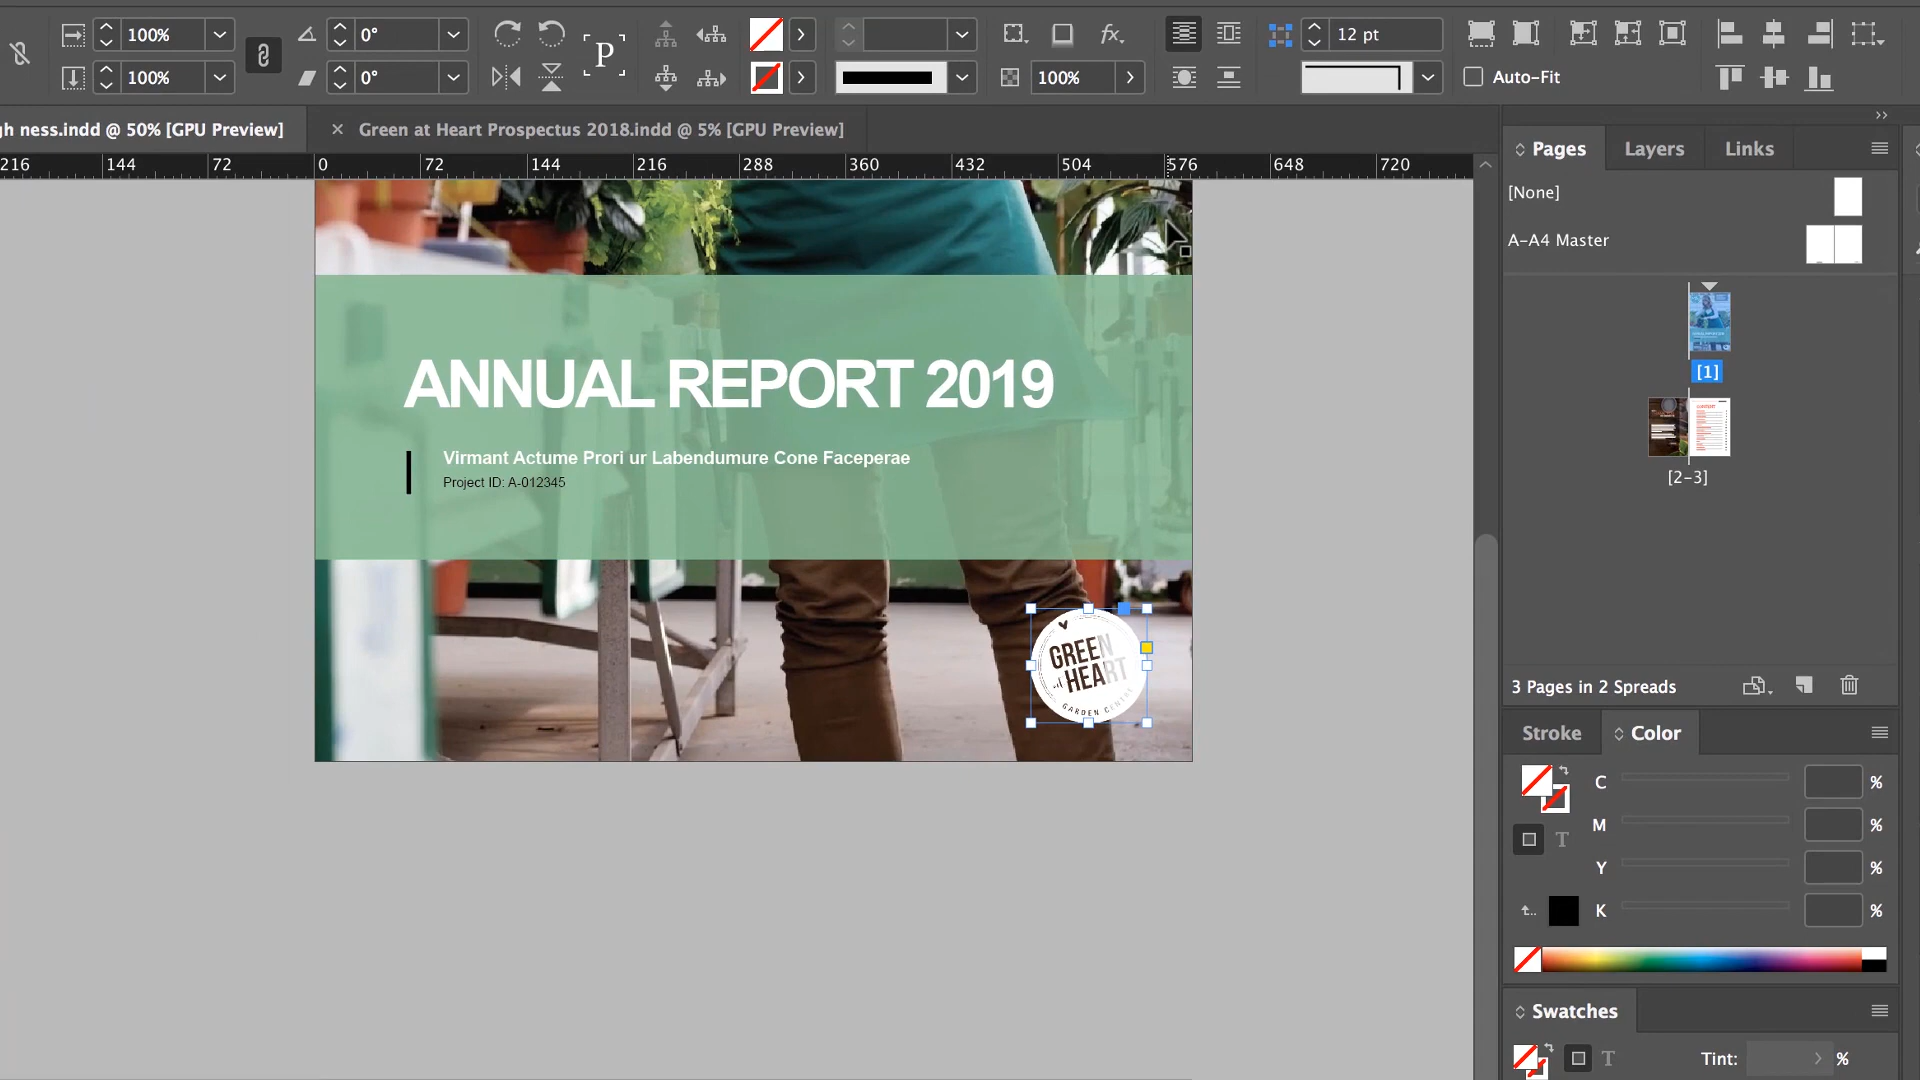 100%
0°
12 pt
100%
0°
P
fx
100%
Auto-Fit
gh ness.indd @ 50% [GPU Preview]
Green at Heart Prospectus 2018.indd @ 5% [GPU Preview]
216 144 72 0 72 144 216 288 360 432 504 576 648 720
Pages
Layers
Links
[None]
A-A4 Master
[1]
[2-3]
3 Pages in 2 Spreads
ANNUAL REPORT 2019
Virmant Actume Prori ur Labendumure Cone Faceperae
Project ID: A-012345
GREEN
HEART
GARDEN CENTRE
Stroke
Color
C %
M %
T
Y %
K %
Swatches
T
Tint: %